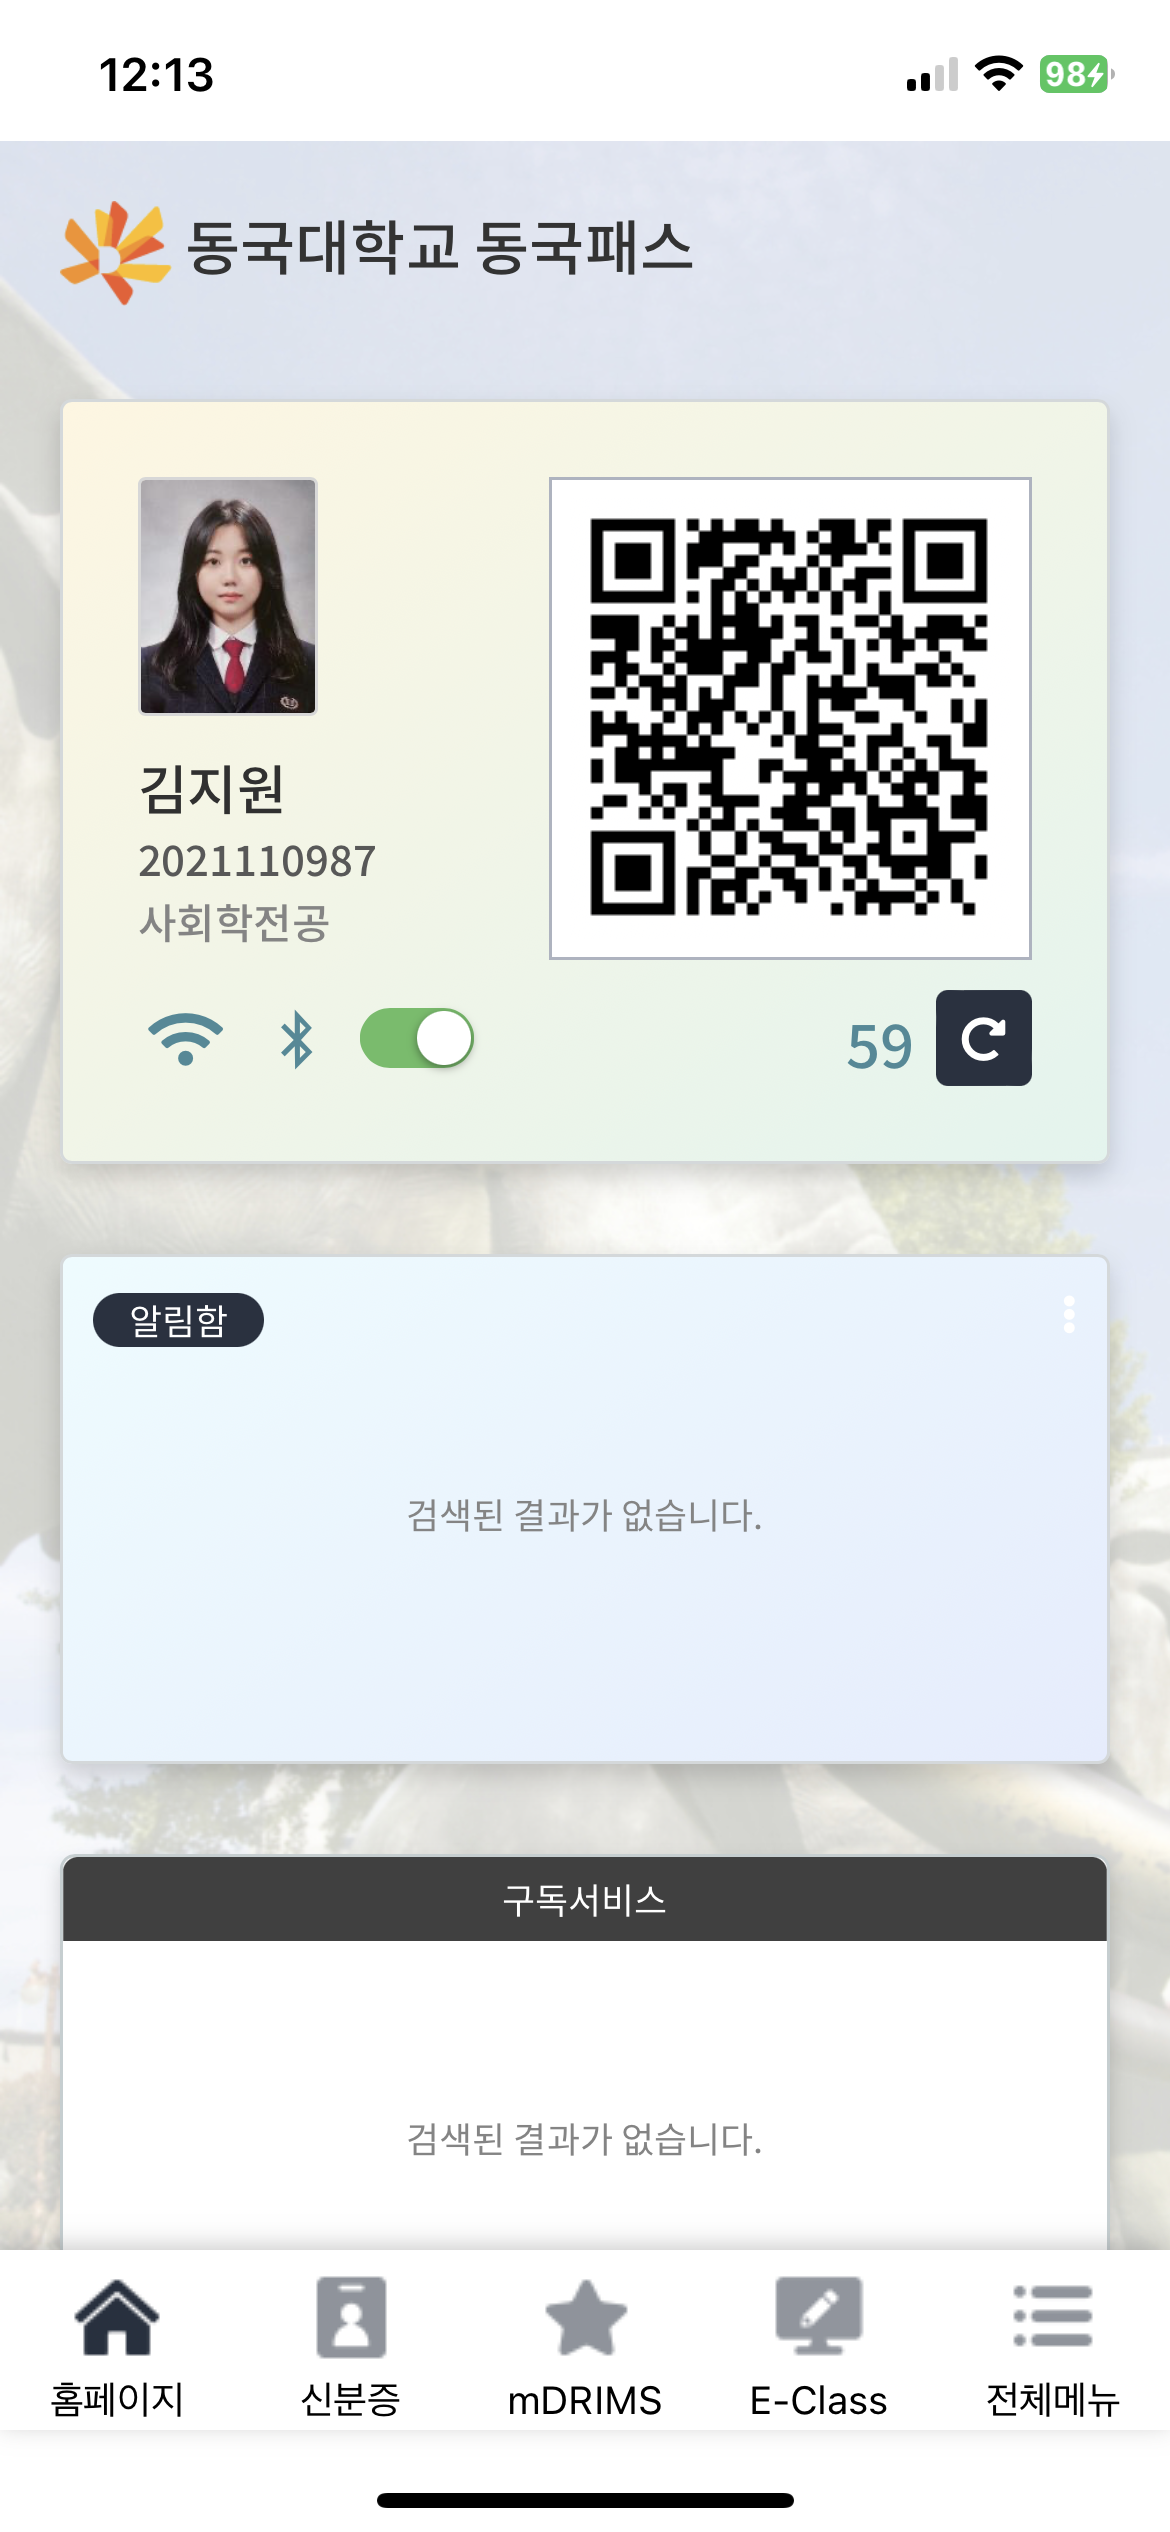 12:13
98
동국대학교 동국패스
김지원
2021110987
사회학전공
59
알림함
검색된 결과가 없습니다.
구독서비스
검색된 결과가 없습니다.
홈페이지
신분증
mDRIMS
E-Class
전체메뉴